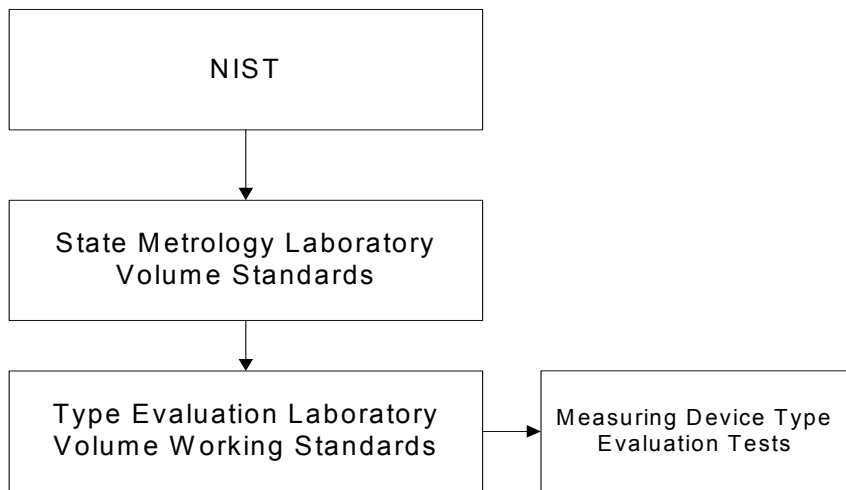 NIST
State Metrology Laboratory
Volume Standards
Type Evaluation Laboratory
Volume Working Standards
Measuring Device Type
Evaluation Tests